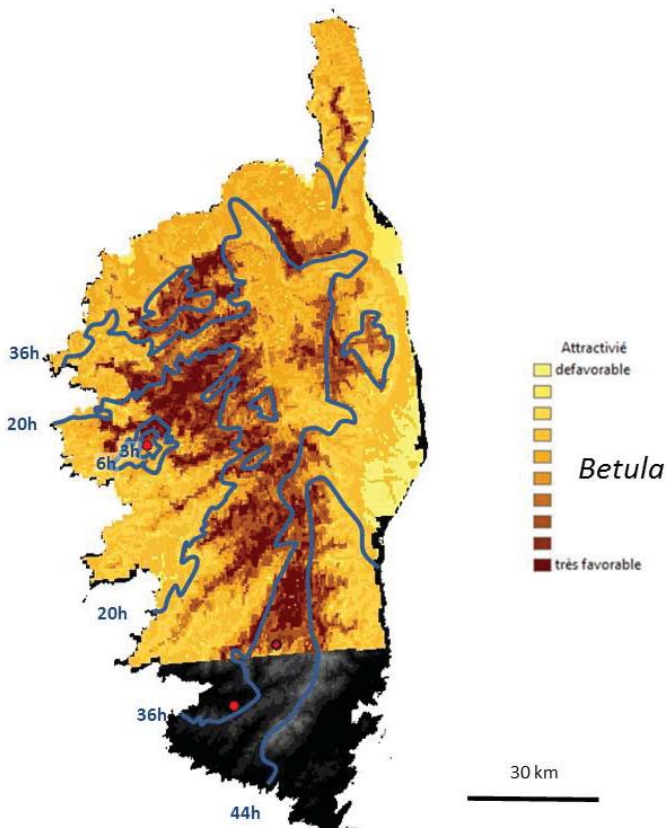 36h
20h
3h
6h
20h
36h
44h
Attractivié
defavorable
très favorable
Betula
30 km